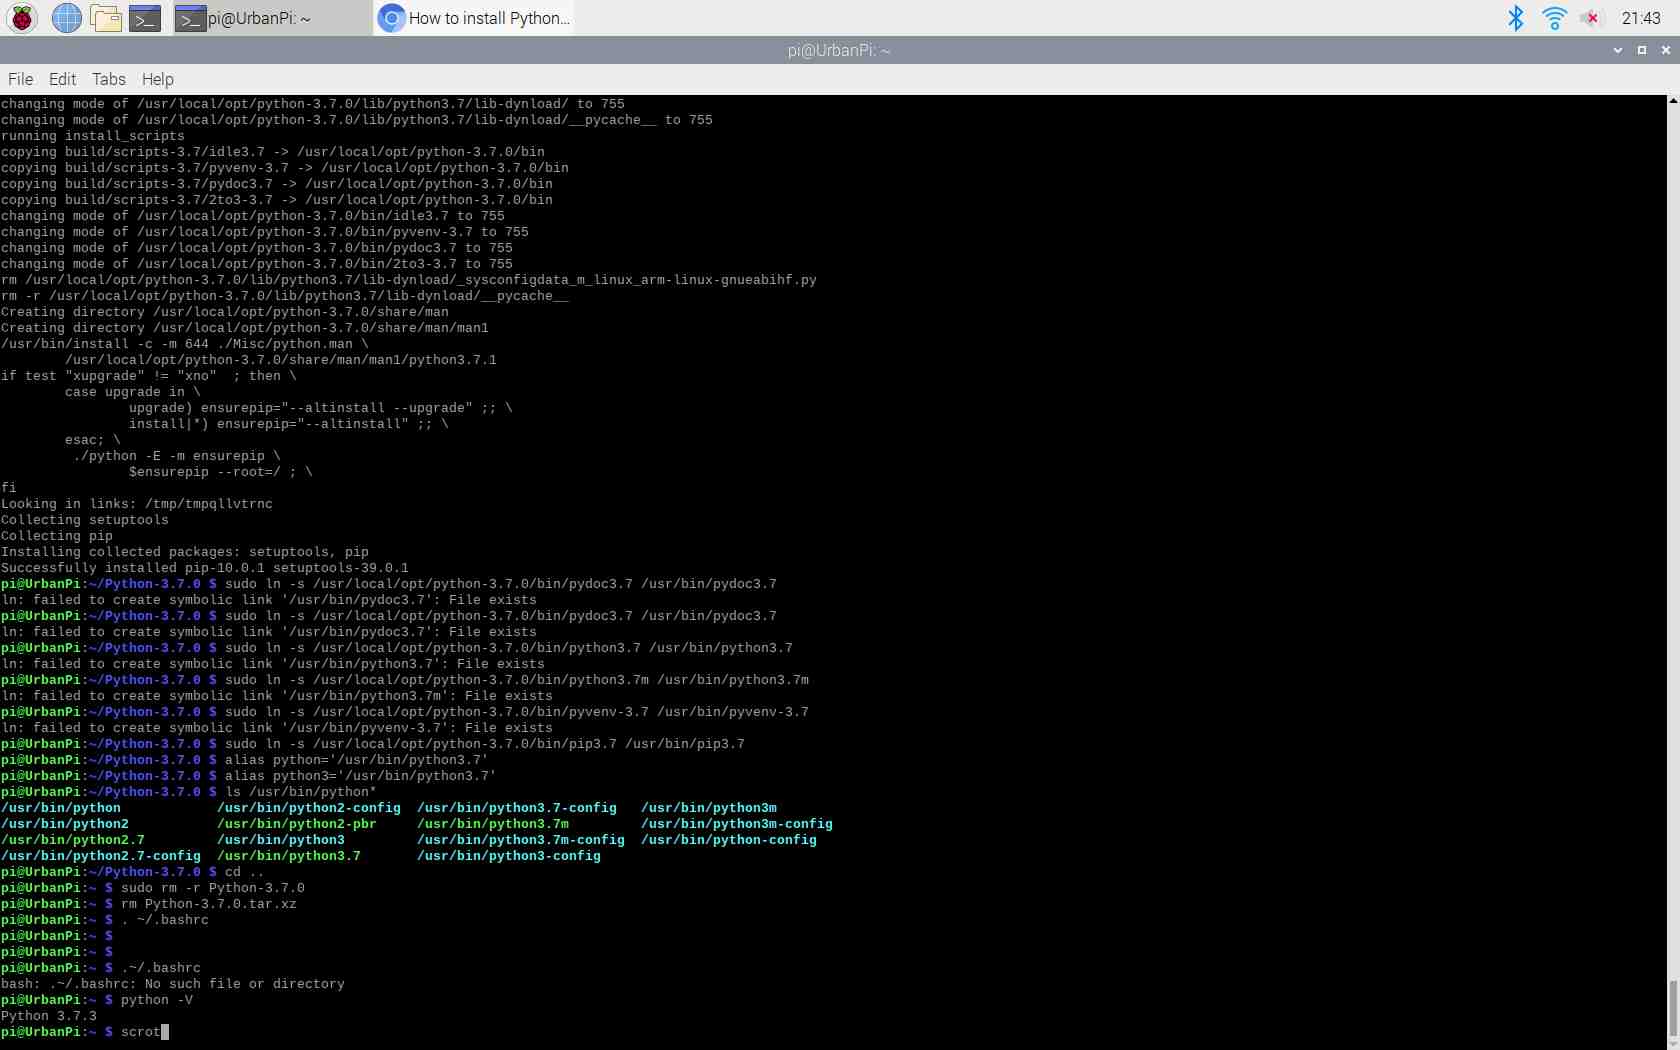 pi@UrbanPi: ~
How to install Python...
21:43
pi@UrbanPi: ~
File Edit Tabs Help
changing mode of /usr/local/opt/python-3.7.0/lib/python3.7/lib-dynload/ to 755
changing mode of /usr/local/opt/python-3.7.0/lib/python3.7/lib-dynload/__pycache__ to 755
running install_scripts
copying build/scripts-3.7/idle3.7 -> /usr/local/opt/python-3.7.0/bin
copying build/scripts-3.7/pyvenv-3.7 -> /usr/local/opt/python-3.7.0/bin
copying build/scripts-3.7/pydoc3.7 -> /usr/local/opt/python-3.7.0/bin
copying build/scripts-3.7/2to3-3.7 -> /usr/local/opt/python-3.7.0/bin
changing mode of /usr/local/opt/python-3.7.0/bin/idle3.7 to 755
changing mode of /usr/local/opt/python-3.7.0/bin/pyvenv-3.7 to 755
changing mode of /usr/local/opt/python-3.7.0/bin/pydoc3.7 to 755
changing mode of /usr/local/opt/python-3.7.0/bin/2to3-3.7 to 755
rm /usr/local/opt/python-3.7.0/lib/python3.7/lib-dynload/_sysconfigdata_m_linux_arm-linux-gnueabihf.py
rm -r /usr/local/opt/python-3.7.0/lib/python3.7/lib-dynload/__pycache__
Creating directory /usr/local/opt/python-3.7.0/share/man
Creating directory /usr/local/opt/python-3.7.0/share/man/man1
/usr/bin/install -c -m 644 ./Misc/python.man \
        /usr/local/opt/python-3.7.0/share/man/man1/python3.7.1
if test "xupgrade" != "xno"  ; then \
        case upgrade in \
                upgrade) ensurepip="--altinstall --upgrade" ;; \
                install|*) ensurepip="--altinstall" ;; \
        esac; \
         ./python -E -m ensurepip \
                $ensurepip --root=/ ; \
fi
Looking in links: /tmp/tmpqllvtrnc
Collecting setuptools
Collecting pip
Installing collected packages: setuptools, pip
Successfully installed pip-10.0.1 setuptools-39.0.1
pi@UrbanPi:~/Python-3.7.0 $ sudo ln -s /usr/local/opt/python-3.7.0/bin/pydoc3.7 /usr/bin/pydoc3.7
ln: failed to create symbolic link '/usr/bin/pydoc3.7': File exists
pi@UrbanPi:~/Python-3.7.0 $ sudo ln -s /usr/local/opt/python-3.7.0/bin/pydoc3.7 /usr/bin/pydoc3.7
ln: failed to create symbolic link '/usr/bin/pydoc3.7': File exists
pi@UrbanPi:~/Python-3.7.0 $ sudo ln -s /usr/local/opt/python-3.7.0/bin/python3.7 /usr/bin/python3.7
ln: failed to create symbolic link '/usr/bin/python3.7': File exists
pi@UrbanPi:~/Python-3.7.0 $ sudo ln -s /usr/local/opt/python-3.7.0/bin/python3.7m /usr/bin/python3.7m
ln: failed to create symbolic link '/usr/bin/python3.7m': File exists
pi@UrbanPi:~/Python-3.7.0 $ sudo ln -s /usr/local/opt/python-3.7.0/bin/pyvenv-3.7 /usr/bin/pyvenv-3.7
ln: failed to create symbolic link '/usr/bin/pyvenv-3.7': File exists
pi@UrbanPi:~/Python-3.7.0 $ sudo ln -s /usr/local/opt/python-3.7.0/bin/pip3.7 /usr/bin/pip3.7
pi@UrbanPi:~/Python-3.7.0 $ alias python='/usr/bin/python3.7'
pi@UrbanPi:~/Python-3.7.0 $ alias python3='/usr/bin/python3.7'
pi@UrbanPi:~/Python-3.7.0 $ ls /usr/bin/python*
/usr/bin/python            /usr/bin/python2-config  /usr/bin/python3.7-config   /usr/bin/python3m
/usr/bin/python2           /usr/bin/python2-pbr     /usr/bin/python3.7m         /usr/bin/python3m-config
/usr/bin/python2.7         /usr/bin/python3         /usr/bin/python3.7m-config  /usr/bin/python-config
/usr/bin/python2.7-config  /usr/bin/python3.7       /usr/bin/python3-config
pi@UrbanPi:~/Python-3.7.0 $ cd ..
pi@UrbanPi:~ $ sudo rm -r Python-3.7.0
pi@UrbanPi:~ $ rm Python-3.7.0.tar.xz
pi@UrbanPi:~ $ . ~/.bashrc
pi@UrbanPi:~ $
pi@UrbanPi:~ $
pi@UrbanPi:~ $ .~/.bashrc
bash: .~/.bashrc: No such file or directory
pi@UrbanPi:~ $ python -V
Python 3.7.3
pi@UrbanPi:~ $ scrot